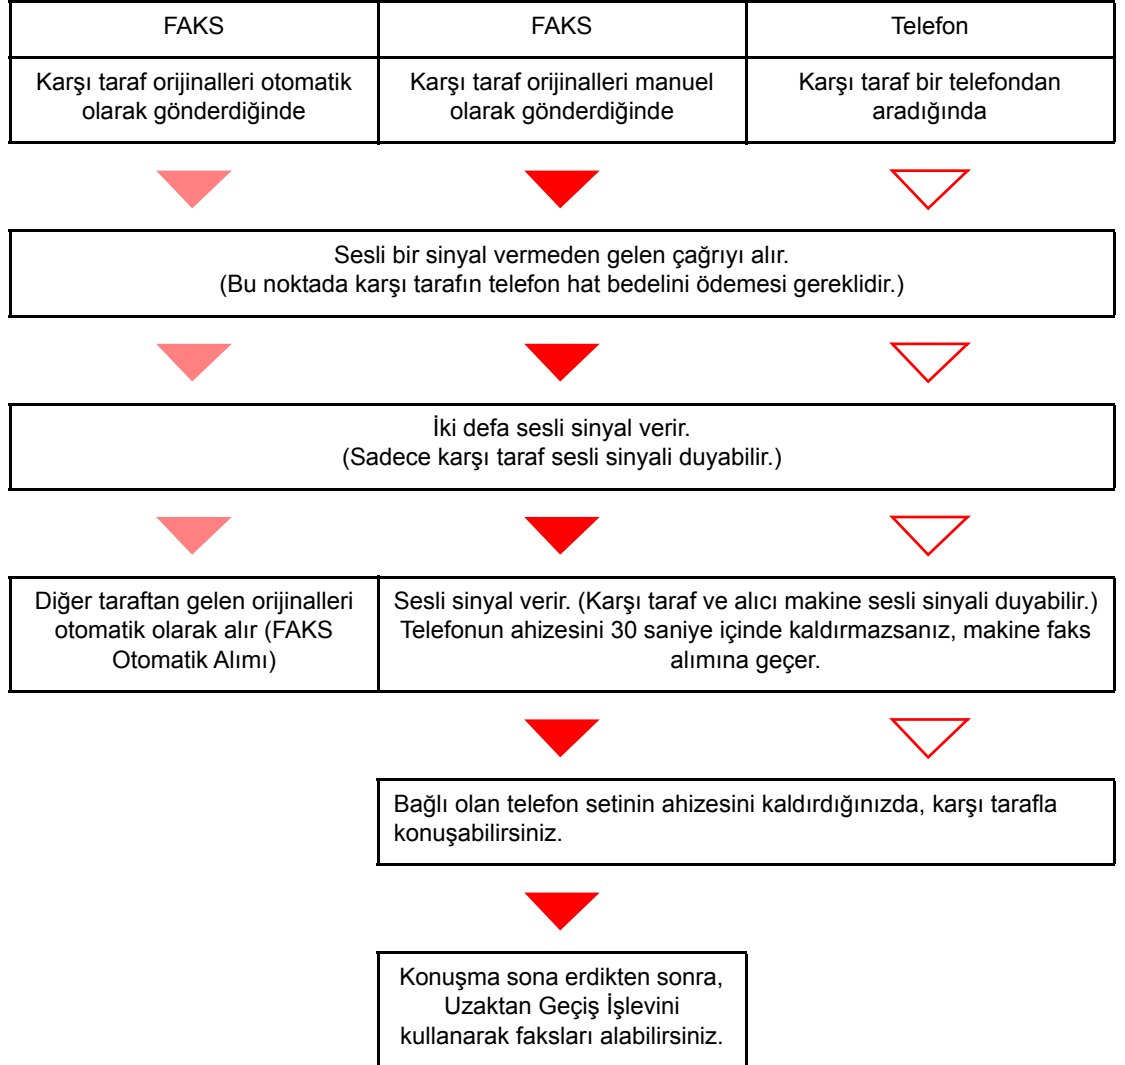 FAKS
FAKS
Telefon
Karşı taraf orijinalleri otomatik
olarak gönderdiğinde
Karşı taraf orijinalleri manuel
olarak gönderdiğinde
Karşı taraf bir telefondan
aradığında
Sesli bir sinyal vermeden gelen çağrıyı alır.
(Bu noktada karşı tarafın telefon hat bedelini ödemesi gereklidir.)
İki defa sesli sinyal verir.
(Sadece karşı taraf sesli sinyali duyabilir.)
Diğer taraftan gelen orijinalleri
otomatik olarak alır (FAKS
Otomatik Alımı)
Sesli sinyal verir. (Karşı taraf ve alıcı makine sesli sinyali duyabilir.)
Telefonun ahizesini 30 saniye içinde kaldırmazsanız, makine faks
alımına geçer.
Bağlı olan telefon setinin ahizesini kaldırdığınızda, karşı tarafla
konuşabilirsiniz.
Konuşma sona erdikten sonra,
Uzaktan Geçiş İşlevini
kullanarak faksları alabilirsiniz.